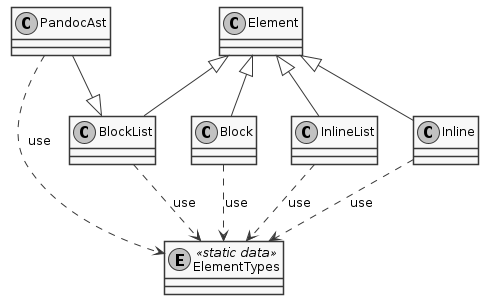 C PandocAst
C Element
C BlockList
C Block
C InlineList
C Inline
use
use
use
use
use
E «static data»
ElementTypes